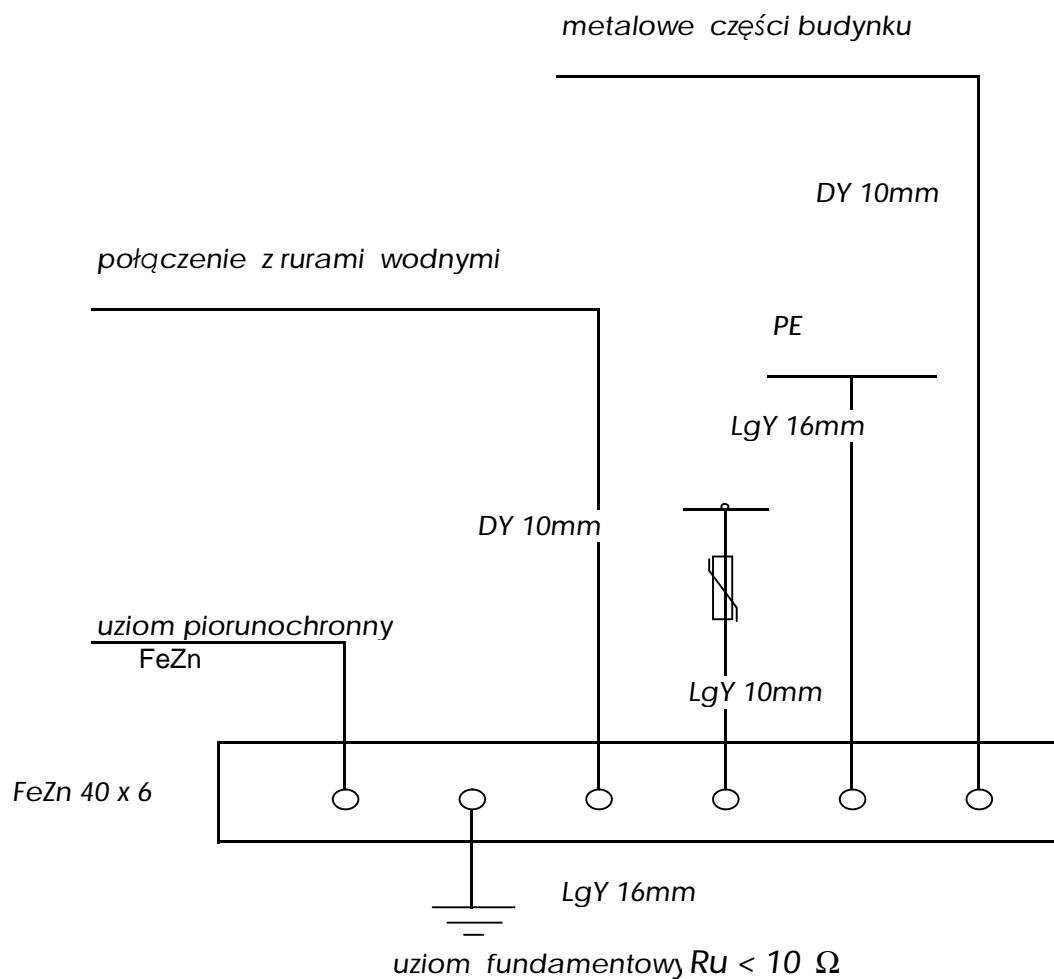 metalowe części budynku
DY 10mm
połączenie z rurami wodnymi
PE
LgY 16mm
DY 10mm
uziom piorunochronny
FeZn
LgY 10mm
FeZn 40 x 6
LgY 16mm
uziom fundamentowy Ru < 10 Ω